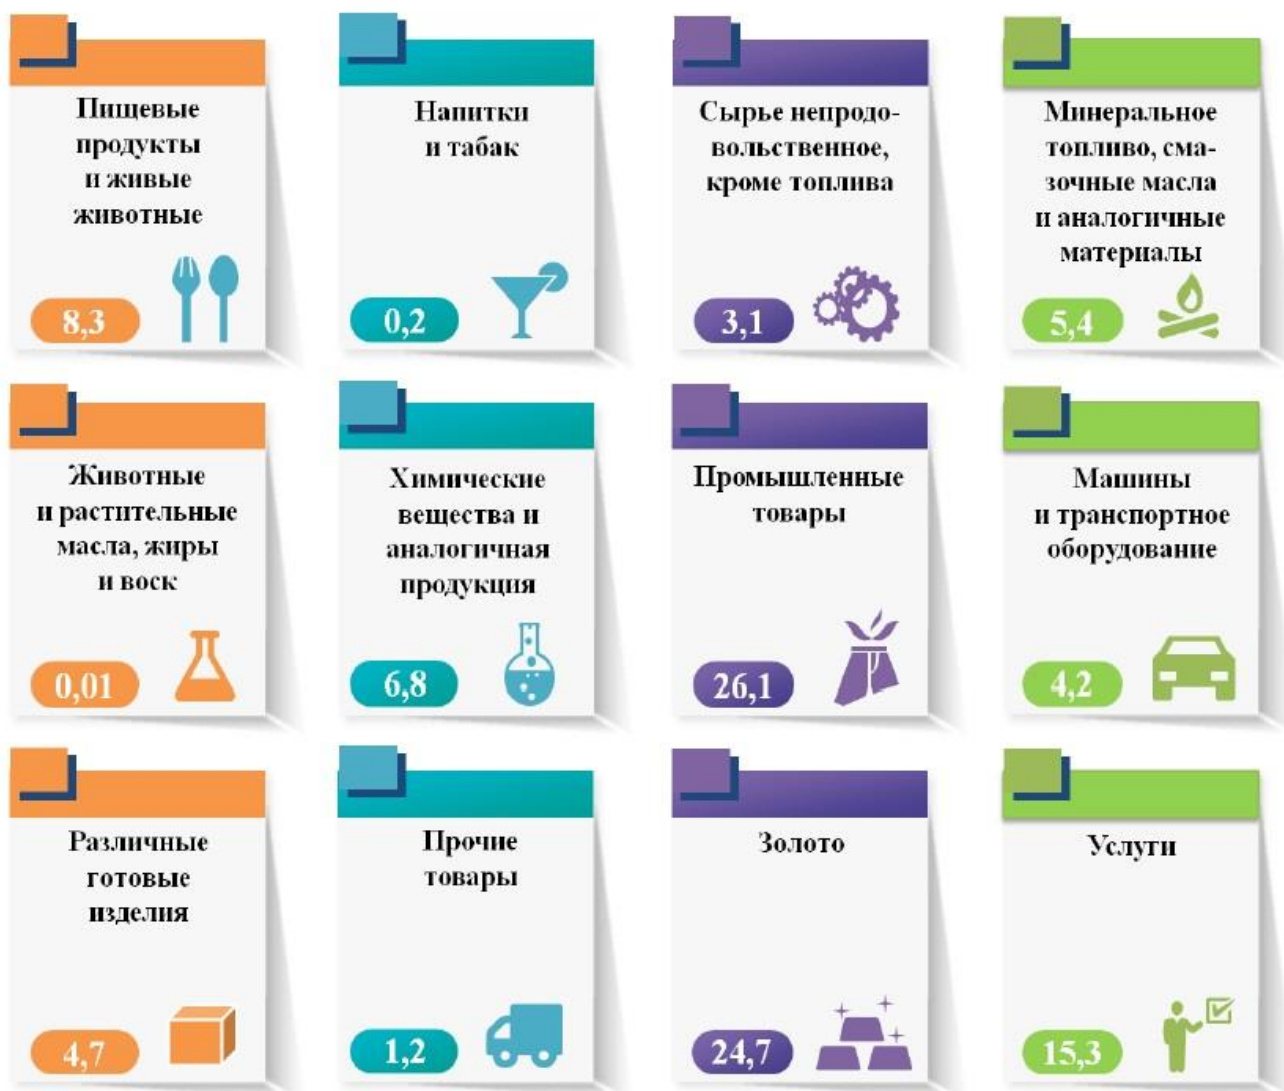 Пищевые
продукты
и живые
животные
8,3
Напитки
и табак
0,2
Сырье непродо-
вольственное,
кроме топлива
3,1
Минеральное
топливо, сма-
зочные масла
и аналогичные
материалы
5,4
Животные
и растительные
масла, жиры
и воск
0,01
Химические
вещества и
аналогичная
продукция
6,8
Промышленные
товары
26,1
Машины
и транспортное
оборудование
4,2
Различные
готовые
изделия
4,7
Прочие
товары
1,2
Золото
24,7
Услуги
15,3